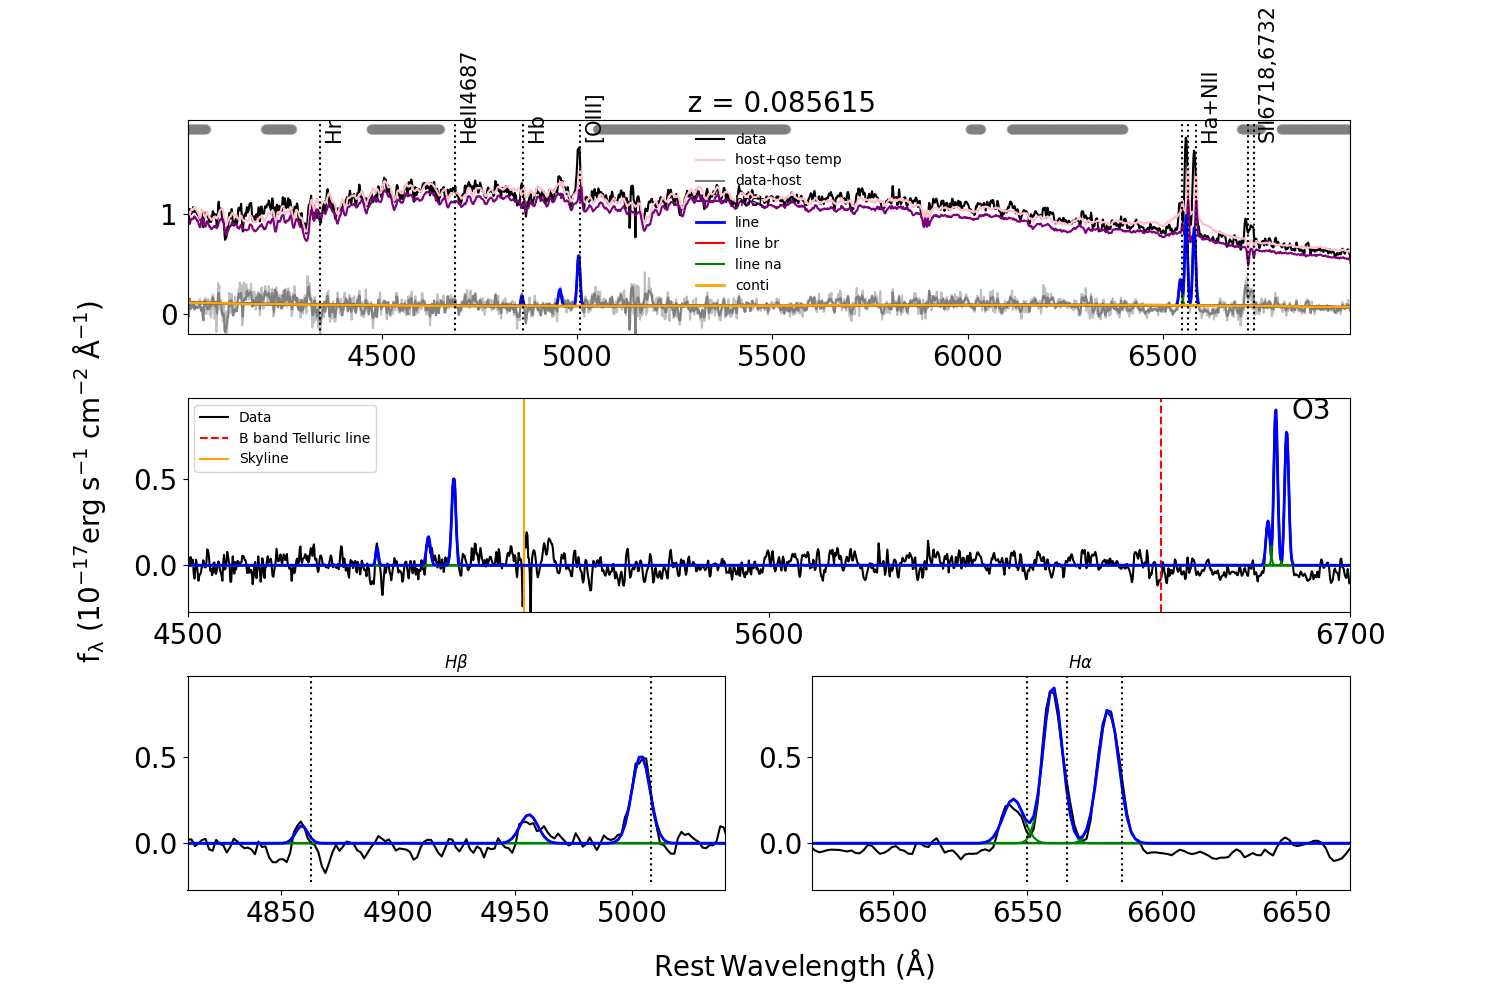 z = 0.085615
Hr
HeII4687
Hb
[OIII]
Ha+NII
SII6718,6732
data
host+qso temp
data-host
line
line br
line na
conti
1
0
4500
5000
5500
6000
6500
Data
B band Telluric line
Skyline
O3
0.5
0.0
4500
5600
6700
fλ (10−17erg s−1 cm−2 Å−1)
Hβ
0.5
0.0
4850
4900
4950
5000
Hα
0.5
0.0
6500
6550
6600
6650
Rest Wavelength (Å)